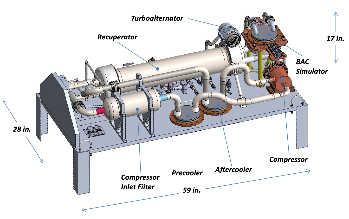 Turboalternator
Recuperator
17 in.
BAC
Simulator
28 in.
Compressor
Inlet Filter
Precooler
Aftercooler
Compressor
59 in.